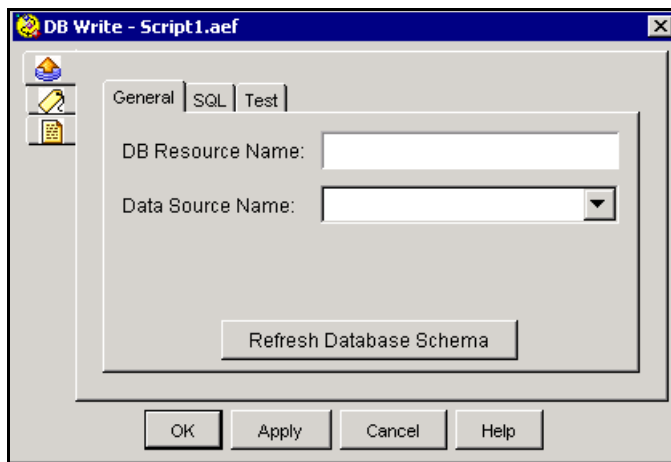 DB Write - Script1.aef
General SQL Test
DB Resource Name:
Data Source Name:
Refresh Database Schema
OK Apply Cancel Help